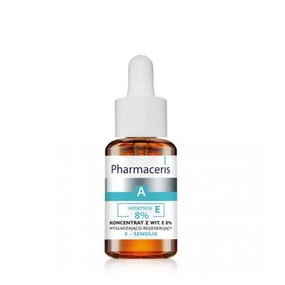 Pharmaceris
A
witamina E
8%
KONCENTRAT Z WIT. E 8%
WYGŁADZAJĄCO-REGENERUJĄCY
E - SENSILIX